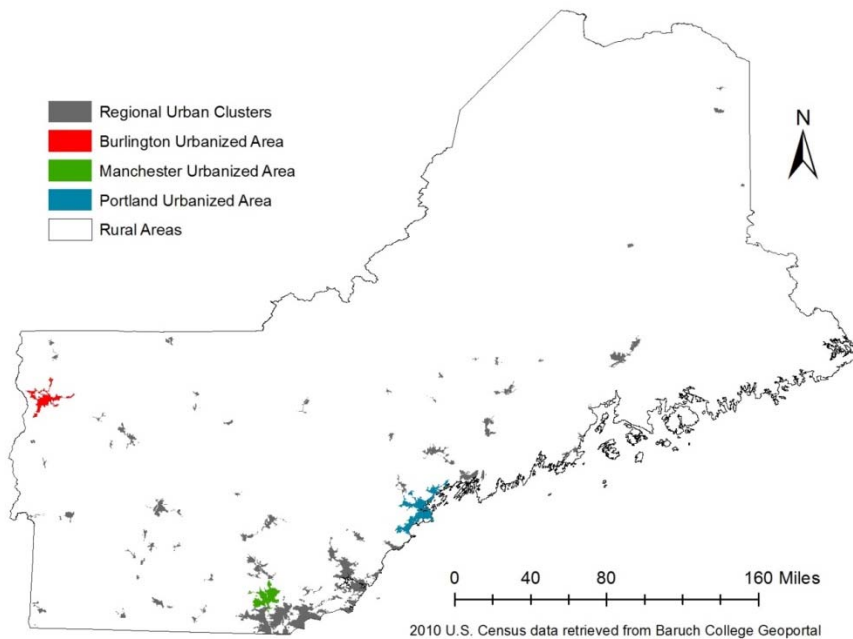 N
Regional Urban Clusters
Burlington Urbanized Area
Manchester Urbanized Area
Portland Urbanized Area
Rural Areas
0 40 80 160 Miles
2010 U.S. Census data retrieved from Baruch College Geoportal